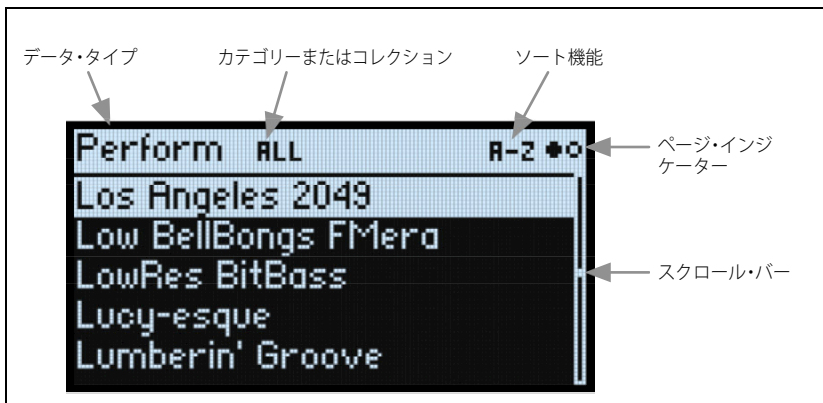 データ・タイプ
カテゴリーまたはコレクション
ソート機能
Perform ALL A-Z
ページ・インジ
ケーター
Los Angeles 2049
Low BellBongs FMera
LowRes BitBass
スクロール・バー
Lucy-esque
Lumberin' Groove